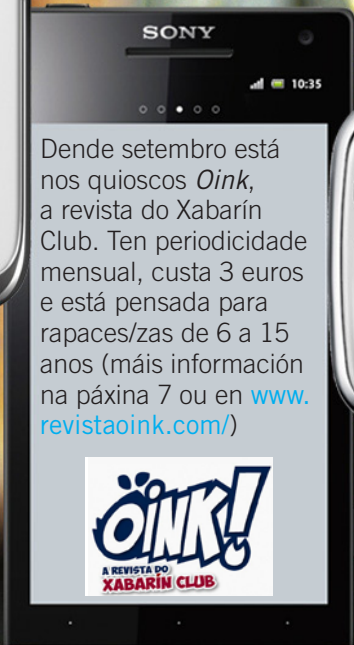 SONY
10:35
Dende setembro está
nos quioscos Oink,
a revista do Xabarín
Club. Ten periodicidade
mensual, custa 3 euros
e está pensada para
rapaces/zas de 6 a 15
anos (máis información
na páxina 7 ou en www.
revistaoink.com/)
OINK!
A REVISTA DO
XABARÍN CLUB